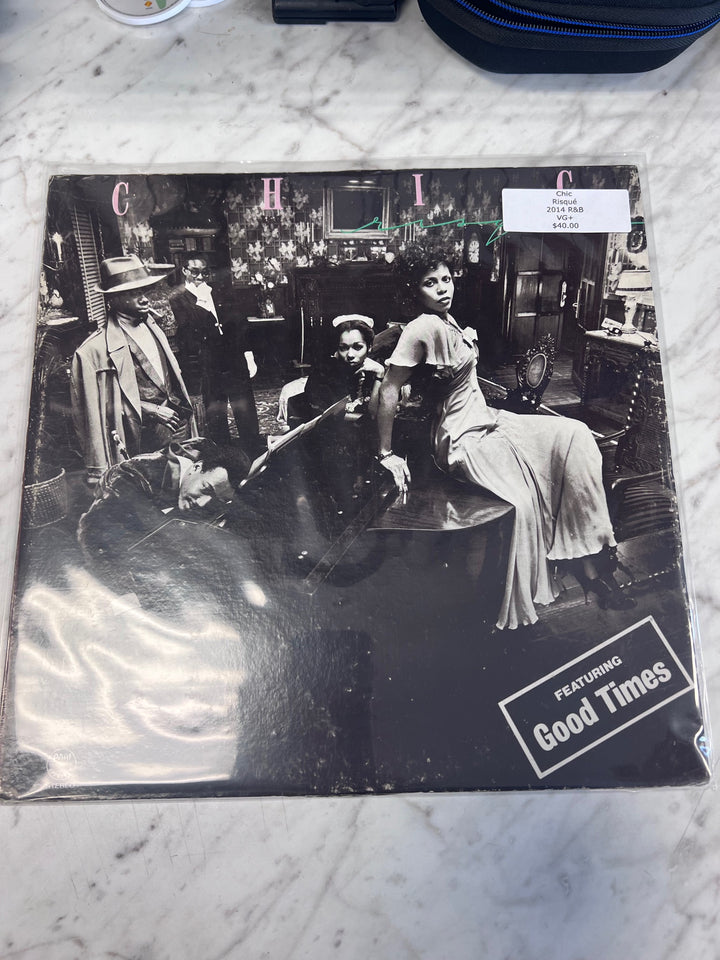 C H I C
Chic
Risqué
2014 R&B
VG+
$40.00
FEATURING
Good Times